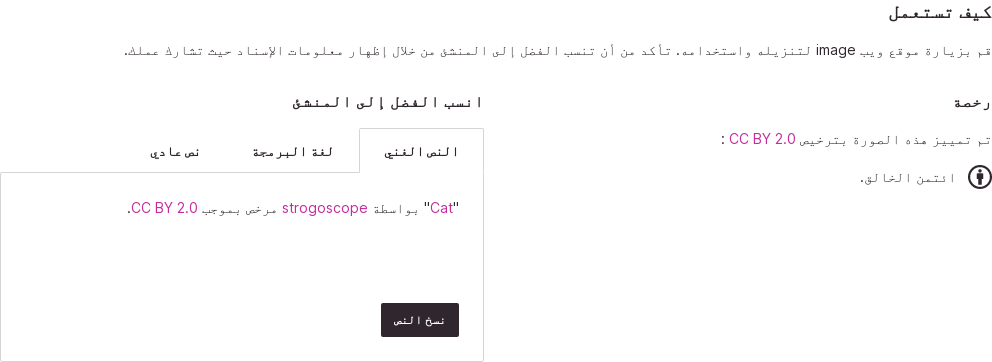 كيف تستعمل
قم بزيارة موقع ويب image لتنزيله واستخدامه. تأكد من أن تنسب الفضل إلى المنشئ من خلال إظهار معلومات الإسناد حيث تشارك عملك.
رخصة
تم تمييز هذه الصورة بترخيص CC BY 2.0 :
ائتمن الخالق.
انسب الفضل إلى المنشئ
النص الغني
لغة البرمجة
نص عادي
"Cat" بواسطة strogoscope مرخص بموجب CC BY 2.0.
نسخ النص